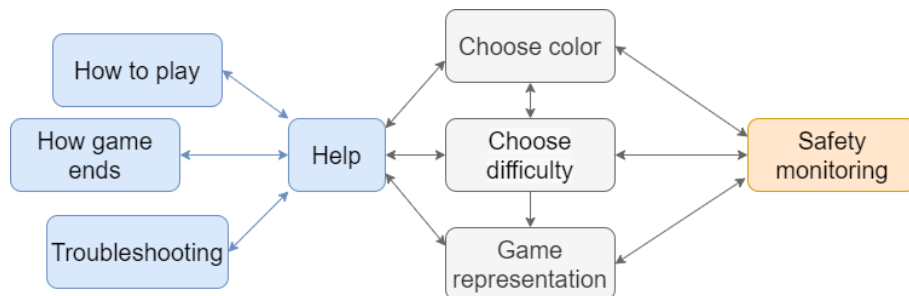 How to play
How game
ends
Troubleshooting
Help
Choose color
Choose
difficulty
Game
representation
Safety
monitoring